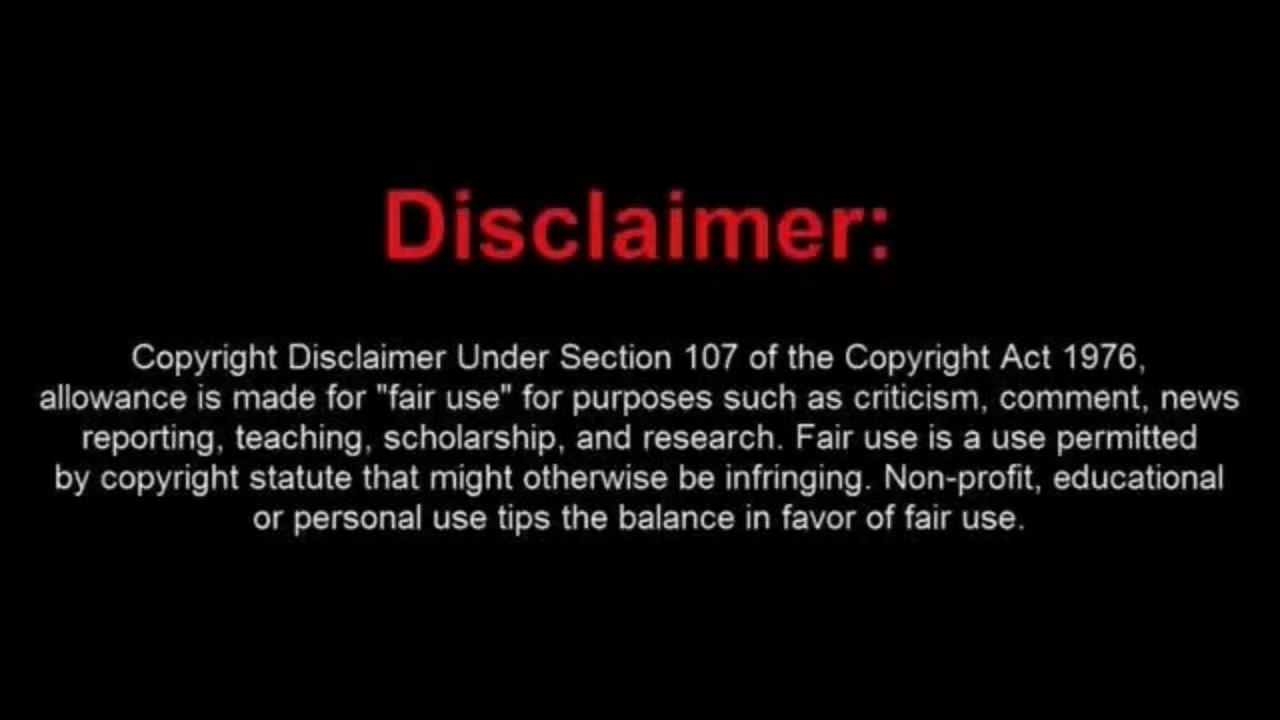 Disclaimer:
Copyright Disclaimer Under Section 107 of the Copyright Act 1976,
allowance is made for "fair use" for purposes such as criticism, comment, news
reporting, teaching, scholarship, and research. Fair use is a use permitted
by copyright statute that might otherwise be infringing. Non-profit, educational
or personal use tips the balance in favor of fair use.